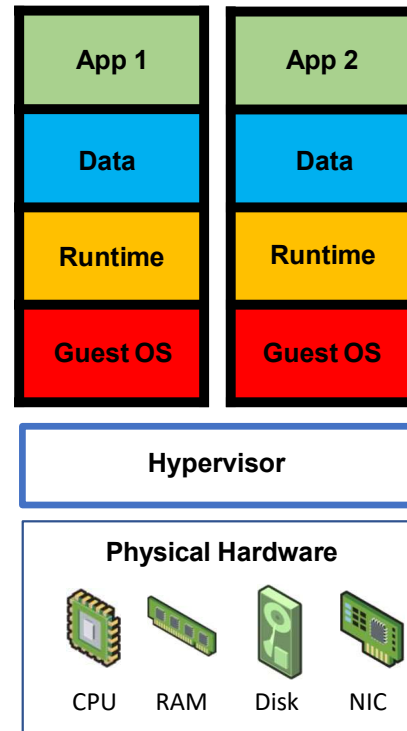 App 1 App 2
Data Data
Runtime Runtime
Guest OS Guest OS
Hypervisor
Physical Hardware
CPU RAM Disk NIC